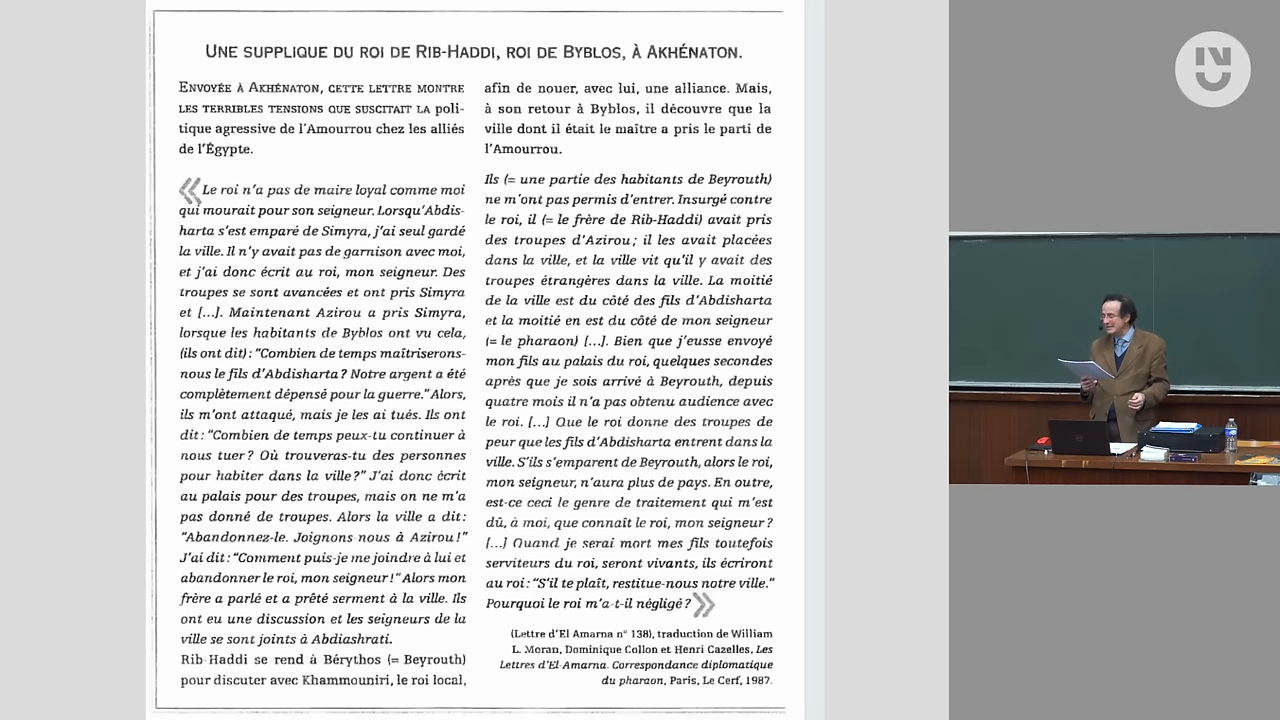 UNE SUPPLIQUE DU ROI DE RIB-HADDI, ROI DE BYBLOS, À AKHÉNATON.
ENVOYÉE À AKHÉNATON, CETTE LETTRE MONTRE
LES TERRIBLES TENSIONS QUE SUSCITAIT LA poli-
tique agressive de l'Amourrou chez les alliés
de l'Égypte.
«Le roi n'a pas de maire loyal comme moi
qui mourait pour son seigneur. Lorsqu'Abdis-
harta s'est emparé de Simyra, j'ai seul gardé
la ville. Il n'y avait pas de garnison avec moi,
et j'ai donc écrit au roi, mon seigneur. Des
troupes se sont avancées et ont pris Simyra
et [...]. Maintenant Azirou a pris Simyra,
lorsque les habitants de Byblos ont vu cela,
(ils ont dit) : "Combien de temps maîtriserons-
nous le fils d'Abdisharta ? Notre argent a été
complètement dépensé pour la guerre." Alors,
ils m'ont attaqué, mais je les ai tués. Ils ont
dit : "Combien de temps peux-tu continuer à
nous tuer ? Où trouveras-tu des personnes
pour habiter dans la ville ?" J'ai donc écrit
au palais pour des troupes, mais on ne m'a
pas donné de troupes. Alors la ville a dit :
"Abandonnez-le. Joignons-nous à Azirou !"
J'ai dit : "Comment puis-je me joindre à lui et
abandonner le roi, mon seigneur !" Alors mon
frère a parlé et a prêté serment à la ville. Ils
ont eu une discussion et les seigneurs de la
ville se sont joints à Abdiashrati.
Rib-Haddi se rend à Bérythos (= Beyrouth)
pour discuter avec Khammouniri, le roi local,
afin de nouer, avec lui, une alliance. Mais,
à son retour à Byblos, il découvre que la
ville dont il était le maître a pris le parti de
l'Amourrou.
Ils (= une partie des habitants de Beyrouth)
ne m'ont pas permis d'entrer. Insurgé contre
le roi, il (= le frère de Rib-Haddi) avait pris
des troupes d'Azirou ; il les avait placées
dans la ville, et la ville vit qu'il y avait des
troupes étrangères dans la ville. La moitié
de la ville est du côté des fils d'Abdisharta
et la moitié en est du côté de mon seigneur
(= le pharaon) [...]. Bien que j'eusse envoyé
mon fils au palais du roi, quelques secondes
après que je sois arrivé à Beyrouth, depuis
quatre mois il n'a pas obtenu audience avec
le roi. [...] Que le roi donne des troupes de
peur que les fils d'Abdisharta entrent dans la
ville. S'ils s'emparent de Beyrouth, alors le roi,
mon seigneur, n'aura plus de pays. En outre,
est-ce ceci le genre de traitement qui m'est
dû, à moi, que connaît le roi, mon seigneur ?
[...] Quand je serai mort mes fils toutefois
serviteurs du roi, seront vivants, ils écriront
au roi : "S'il te plaît, restitue-nous notre ville."
Pourquoi le roi m'a-t-il négligé ?»
(Lettre d'El Amarna n° 138), traduction de William
L. Moran, Dominique Collon et Henri Cazelles, Les
Lettres d'El-Amarna. Correspondance diplomatique
du pharaon, Paris, Le Cerf, 1987.